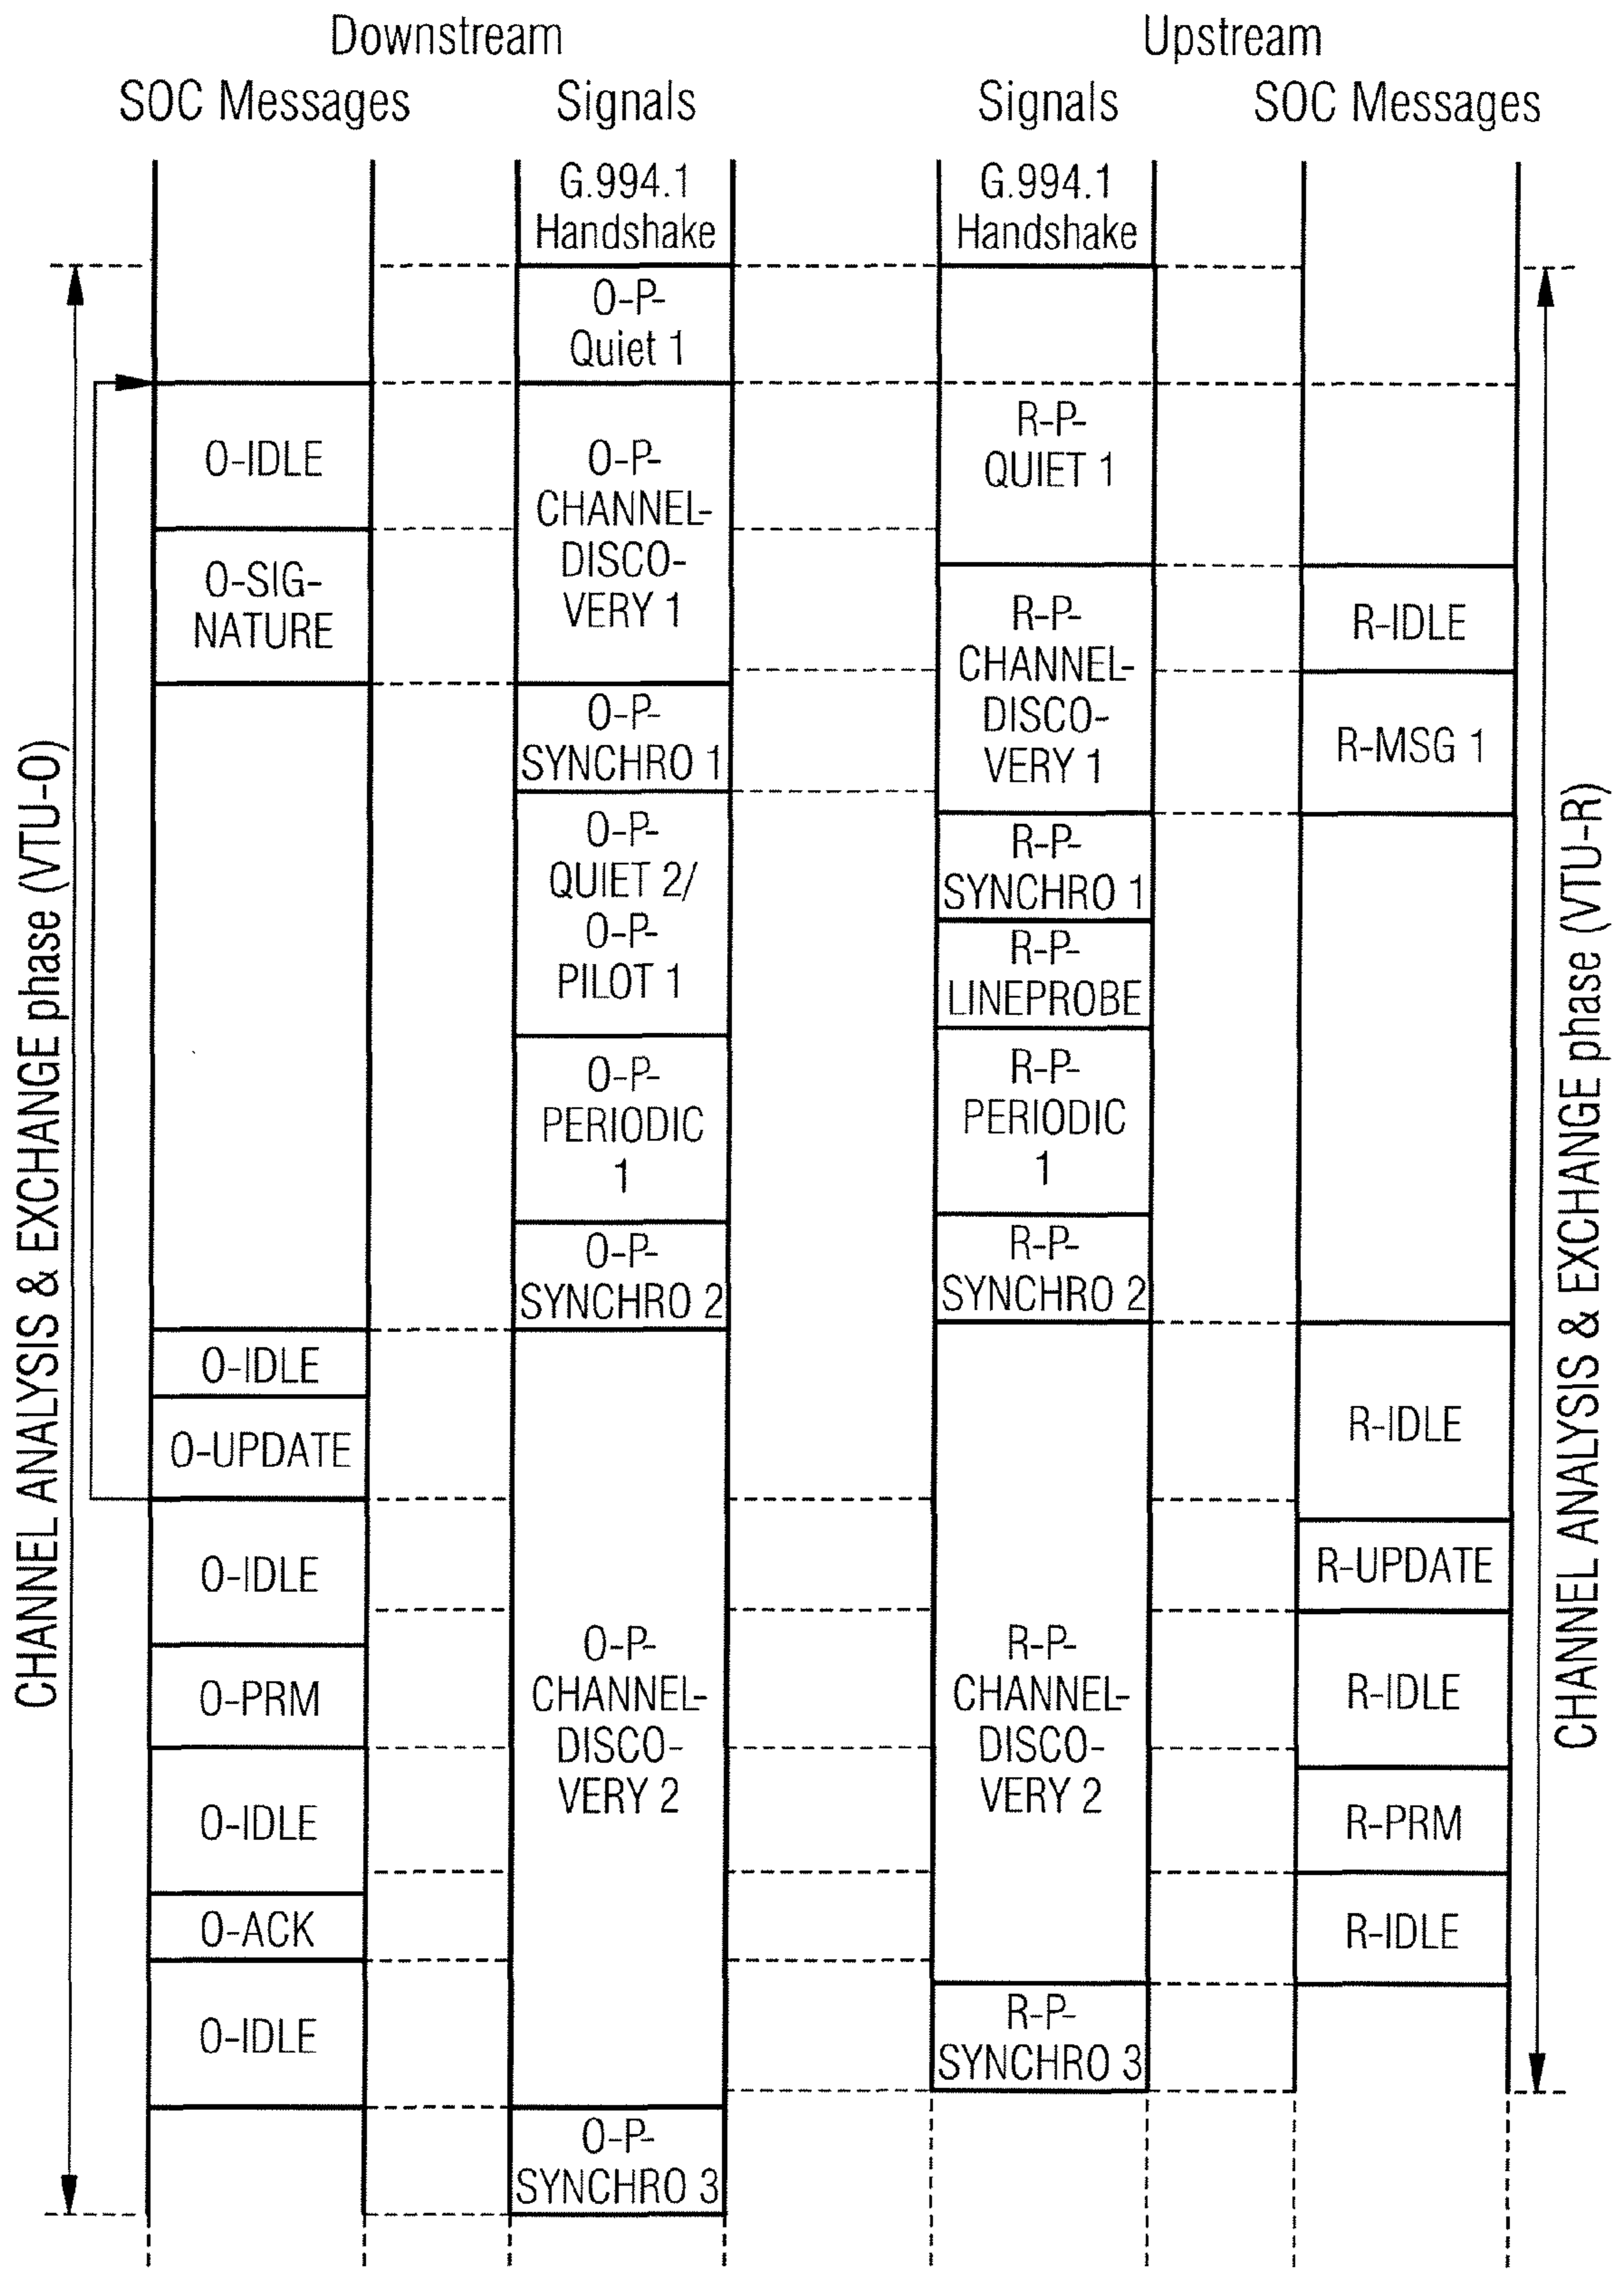 Downstream
Upstream
SOC Messages
Signals
Signals
SOC Messages
CHANNEL ANALYSIS & EXCHANGE phase (VTU-O)
O-IDLE
O-SIG-
NATURE
O-IDLE
O-UPDATE
O-IDLE
O-PRM
O-IDLE
O-ACK
O-IDLE
G.994.1
Handshake
O-P-
Quiet 1
O-P-
CHANNEL-
DISCO-
VERY 1
O-P-
SYNCHRO 1
O-P-
QUIET 2/
O-P-
PILOT 1
O-P-
PERIODIC
1
O-P-
SYNCHRO 2
O-P-
CHANNEL-
DISCO-
VERY 2
O-P-
SYNCHRO 3
G.994.1
Handshake
R-P-
QUIET 1
R-P-
CHANNEL-
DISCO-
VERY 1
R-P-
SYNCHRO 1
R-P-
LINEPROBE
R-P-
PERIODIC
1
R-P-
SYNCHRO 2
R-P-
CHANNEL-
DISCO-
VERY 2
R-P-
SYNCHRO 3
R-IDLE
R-MSG 1
R-IDLE
R-UPDATE
R-IDLE
R-PRM
R-IDLE
CHANNEL ANALYSIS & EXCHANGE phase (VTU-R)